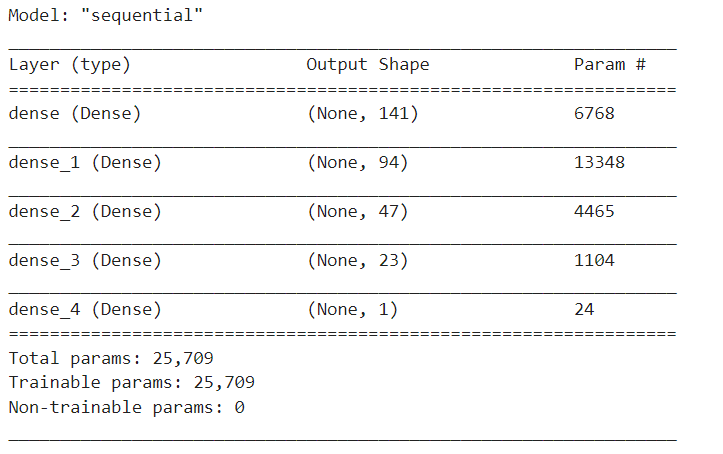 Model: "sequential"
_________________________________________________________________
Layer (type)                 Output Shape              Param #
=================================================================
dense (Dense)                (None, 141)               6768
_________________________________________________________________
dense_1 (Dense)              (None, 94)                13348
_________________________________________________________________
dense_2 (Dense)              (None, 47)                4465
_________________________________________________________________
dense_3 (Dense)              (None, 23)                1104
_________________________________________________________________
dense_4 (Dense)              (None, 1)                 24
=================================================================
Total params: 25,709
Trainable params: 25,709
Non-trainable params: 0
_________________________________________________________________